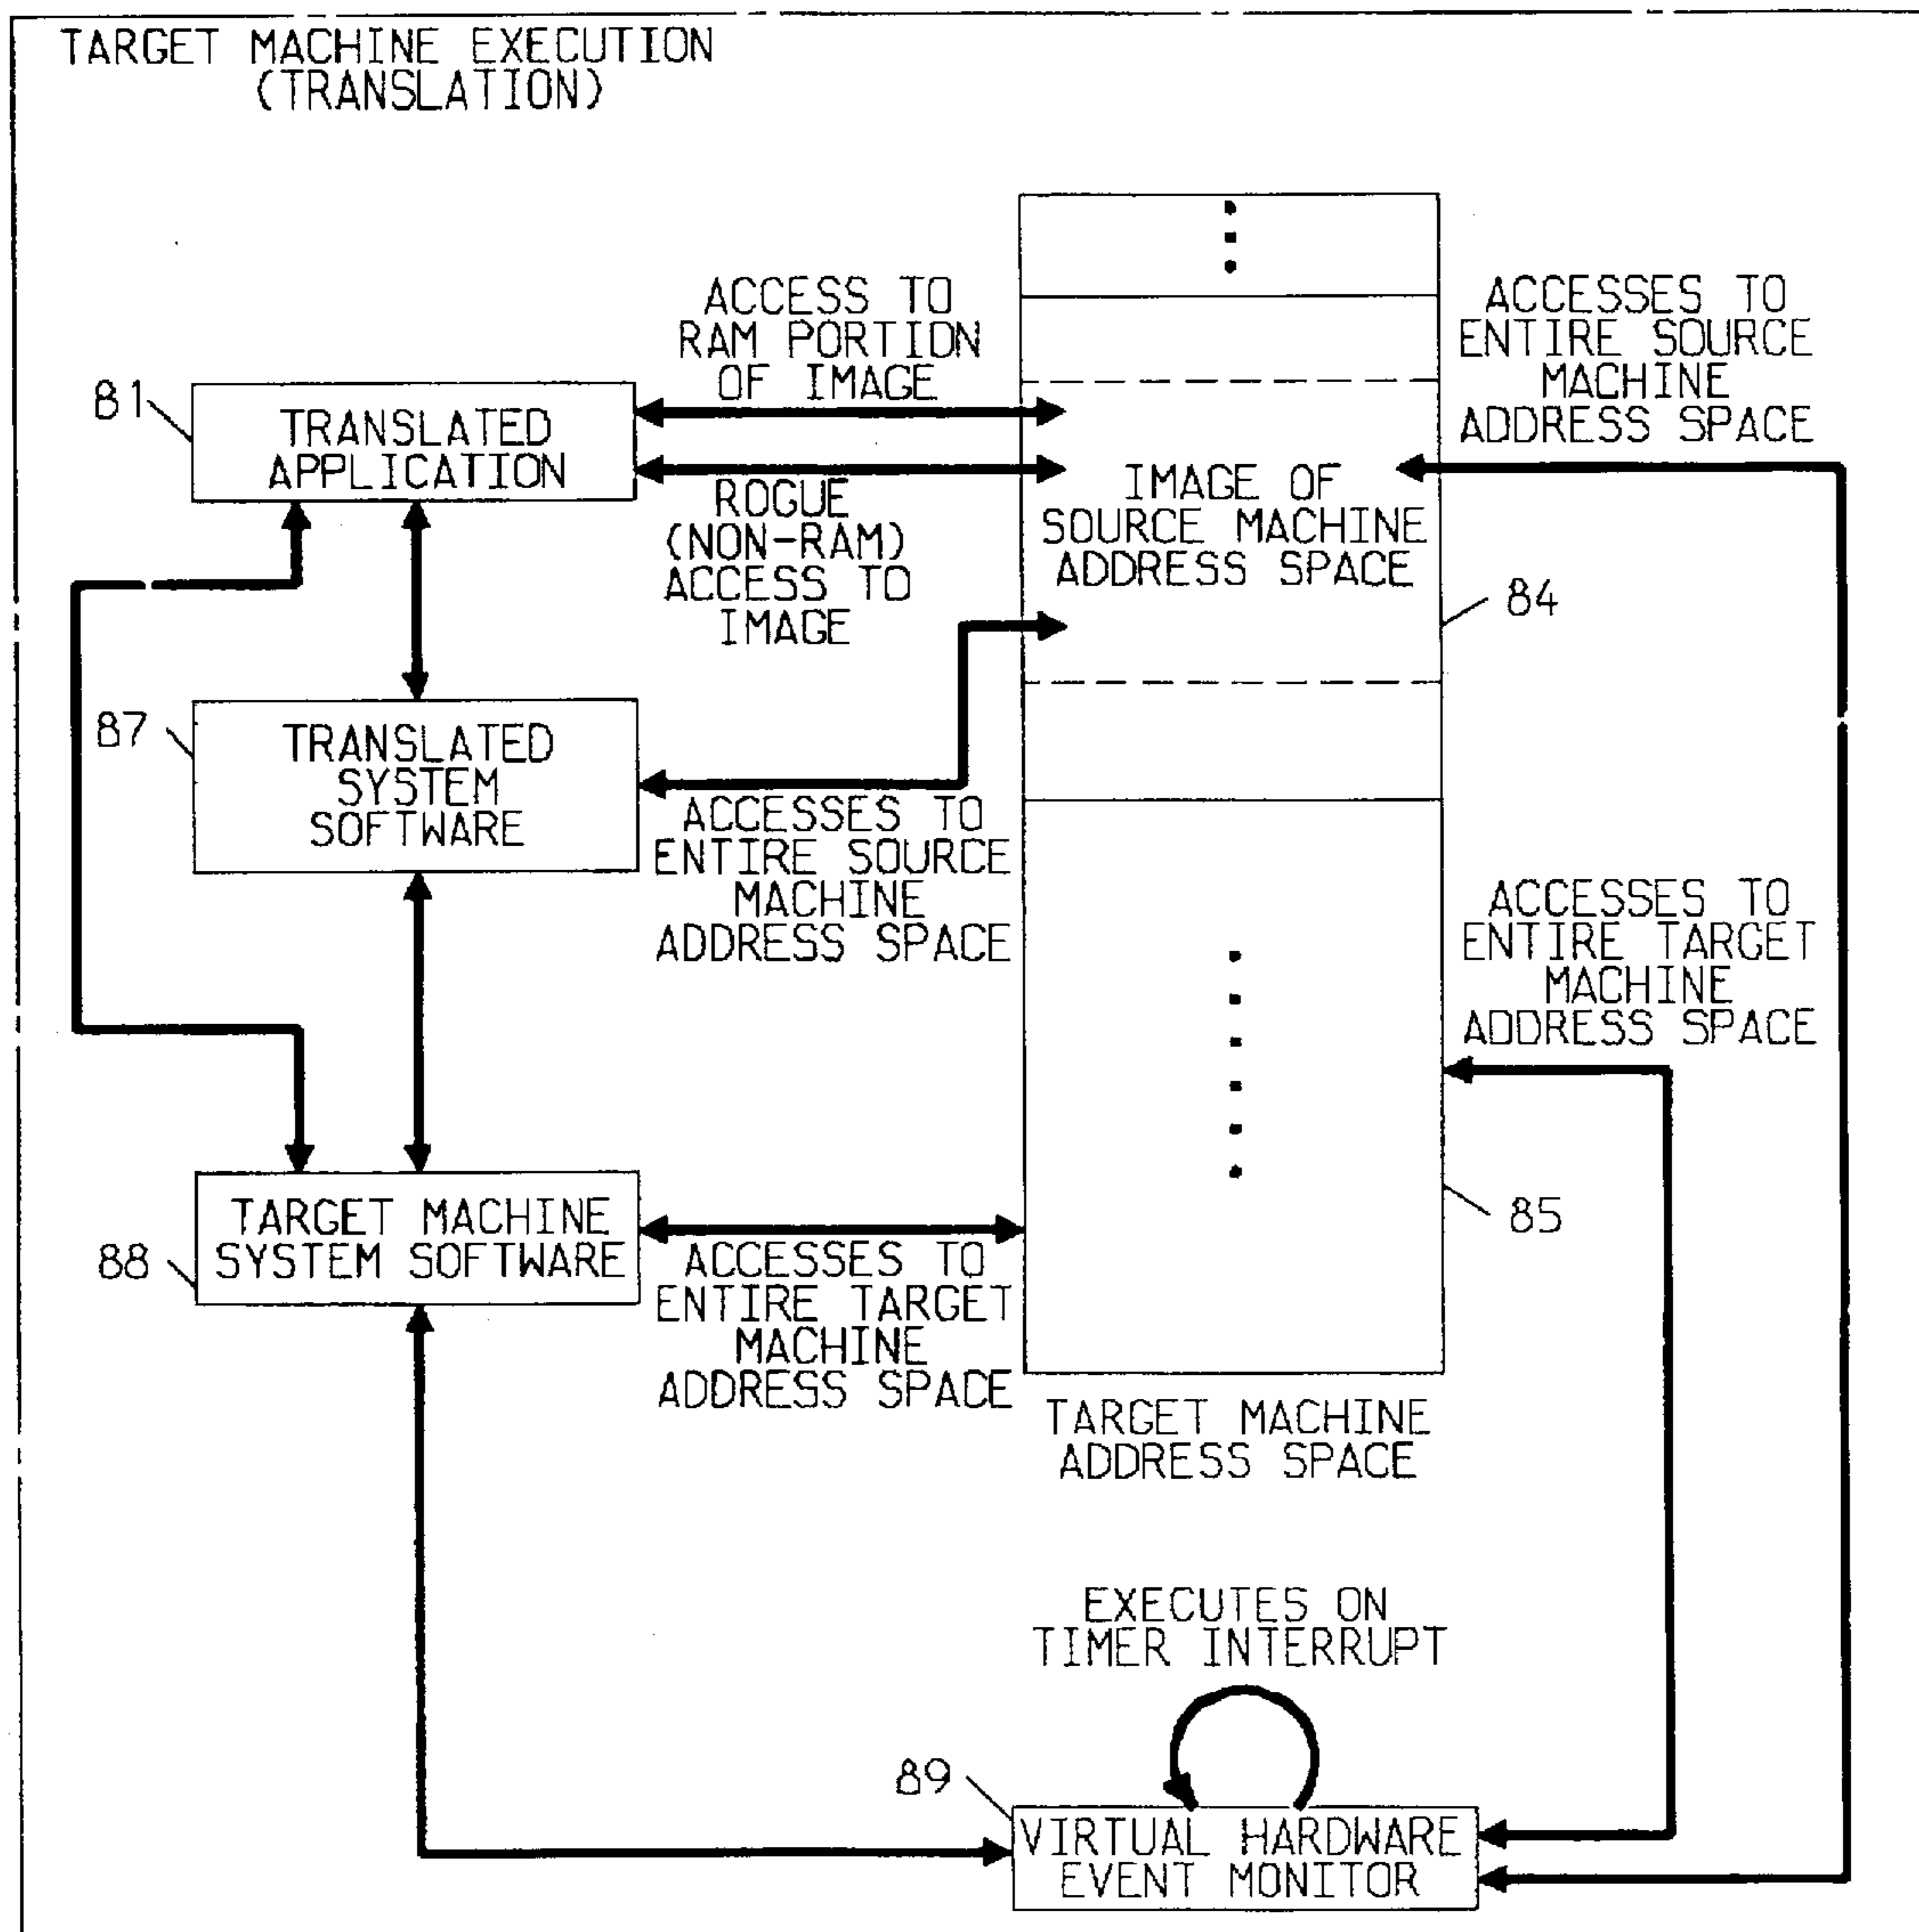 TARGET MACHINE EXECUTION
(TRANSLATION)
ACCESS TO
RAM PORTION
OF IMAGE
ACCESSES TO
ENTIRE SOURCE
MACHINE
ADDRESS SPACE
81
TRANSLATED
APPLICATION
ROGUE
(NON-RAM)
ACCESS TO
IMAGE
IMAGE OF
SOURCE MACHINE
ADDRESS SPACE
84
87
TRANSLATED
SYSTEM
SOFTWARE
ACCESSES TO
ENTIRE SOURCE
MACHINE
ADDRESS SPACE
ACCESSES TO
ENTIRE TARGET
MACHINE
ADDRESS SPACE
88
TARGET MACHINE
SYSTEM SOFTWARE
85
ACCESSES TO
ENTIRE TARGET
MACHINE
ADDRESS SPACE
TARGET MACHINE
ADDRESS SPACE
EXECUTES ON
TIMER INTERRUPT
89
VIRTUAL HARDWARE
EVENT MONITOR